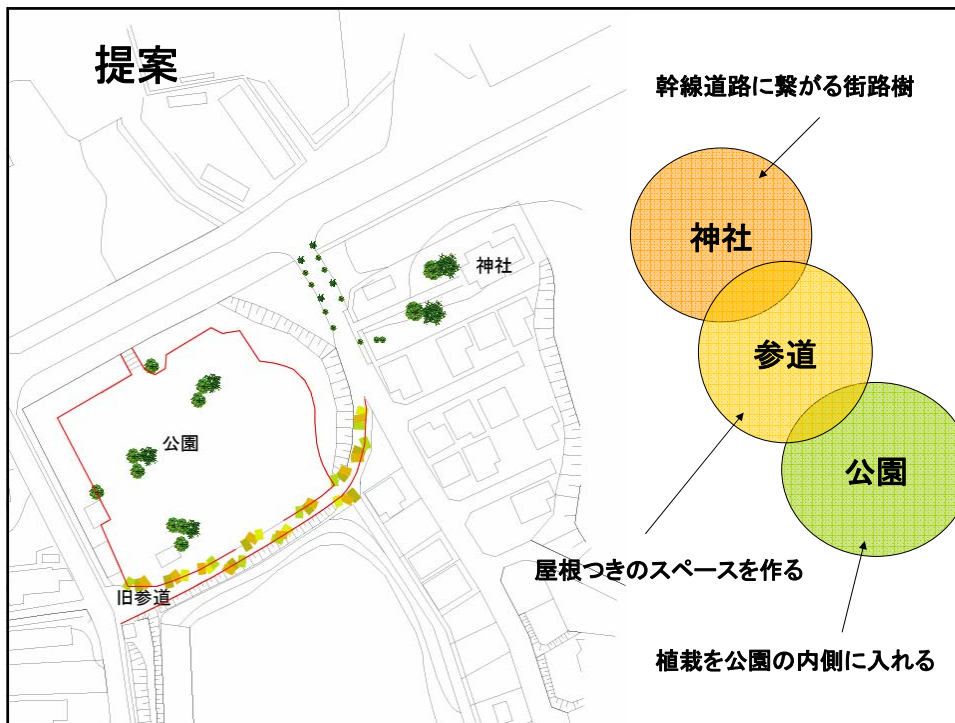 提案
幹線道路に繋がる街路樹
神社
神社
参道
公園
公園
屋根つきのスペースを作る
旧参道
植栽を公園の内側に入れる